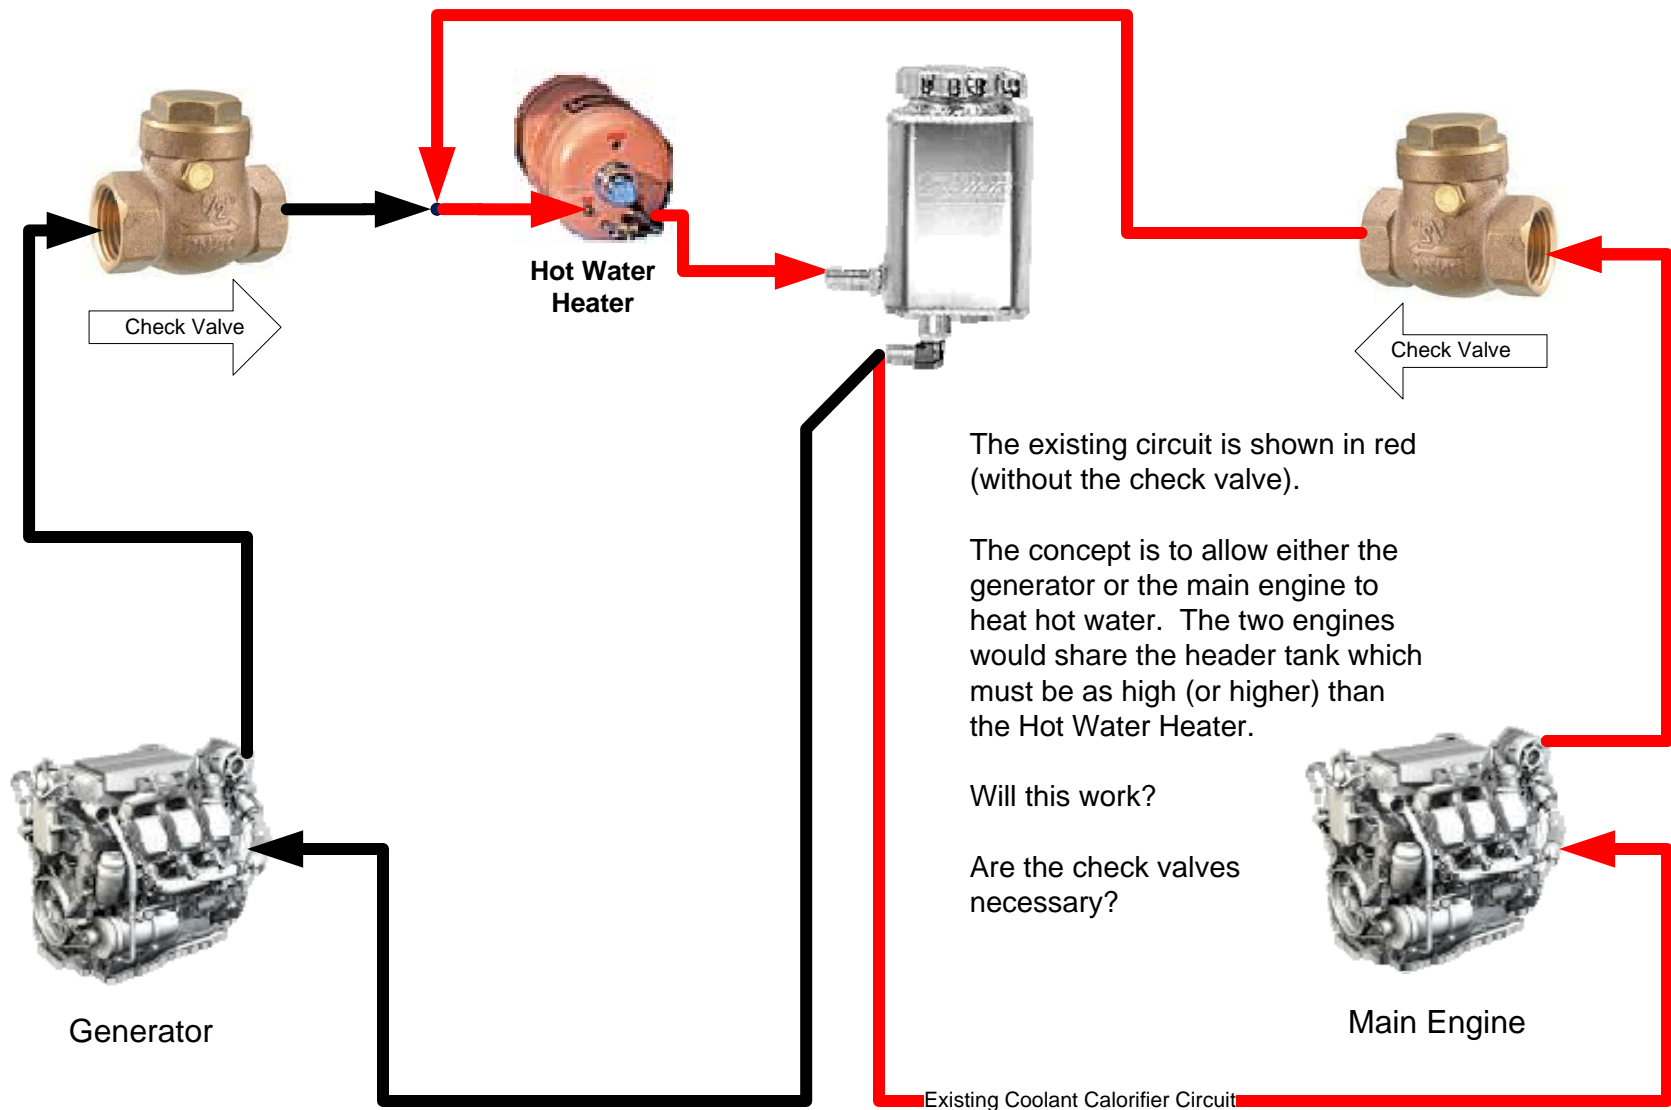 Hot Water
Heater
Check Valve
Check Valve
The existing circuit is shown in red
(without the check valve).
The concept is to allow either the
generator or the main engine to
heat hot water.  The two engines
would share the header tank which
must be as high (or higher) than
the Hot Water Heater.
Will this work?
Are the check valves
necessary?
Generator
Main Engine
Existing Coolant Calorifier Circuit